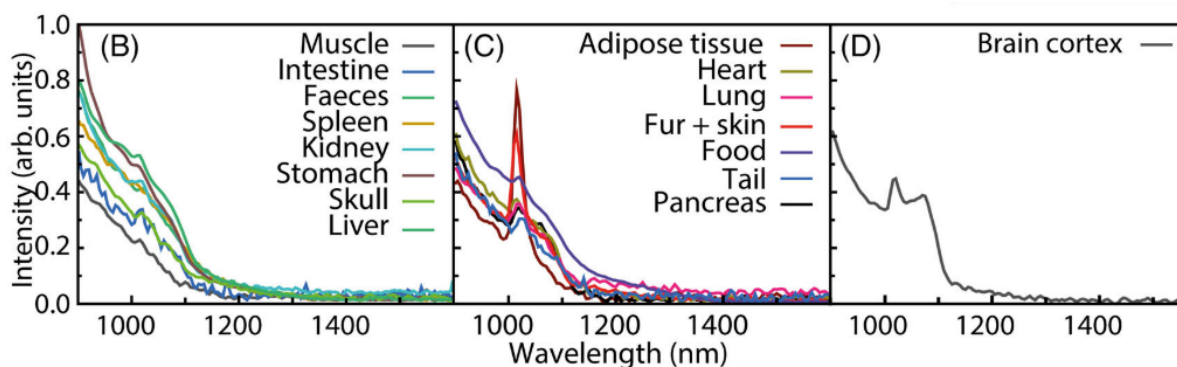 Intensity (arb. units)
1.0
0.8
0.6
0.4
0.2
0.0
(B)
Muscle
Intestine
Faeces
Spleen
Kidney
Stomach
Skull
Liver
1000
1200
1400
(C)
Adipose tissue
Heart
Lung
Fur + skin
Food
Tail
Pancreas
1000
1200
1400
(D)
Brain cortex
1000
1200
1400
Wavelength (nm)